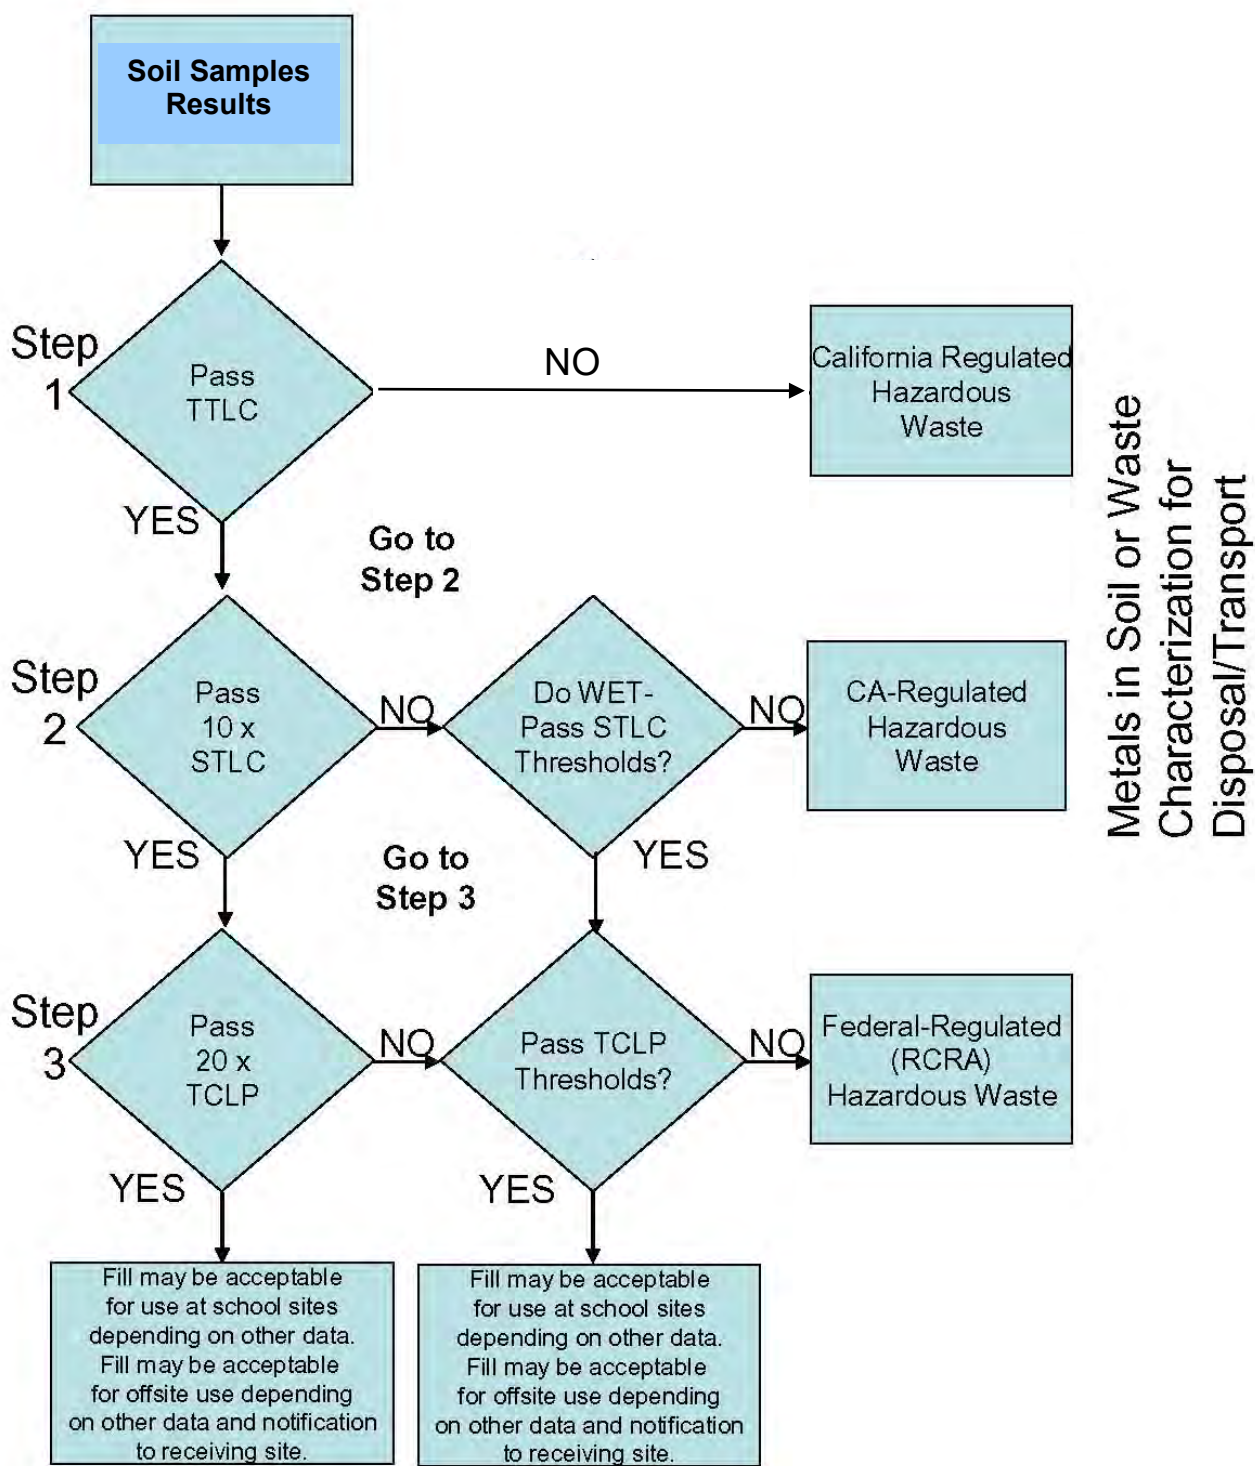 Soil Samples
Results
Step
1
Pass
TTLC
NO
California Regulated
Hazardous
Waste
YES
Go to
Step 2
Step
2
Pass
10 x
STLC
NO
Do WET-
Pass STLC
Thresholds?
NO
CA-Regulated
Hazardous
Waste
YES
Go to
Step 3
YES
Step
3
Pass
20 x
TCLP
NO
Pass TCLP
Thresholds?
NO
Federal-Regulated
(RCRA)
Hazardous Waste
YES
YES
Fill may be acceptable
for use at school sites
depending on other data.
Fill may be acceptable
for offsite use depending
on other data and notification
to receiving site.
Fill may be acceptable
for use at school sites
depending on other data.
Fill may be acceptable
for offsite use depending
on other data and notification
to receiving site.
Metals in Soil or Waste
Characterization for
Disposal/Transport